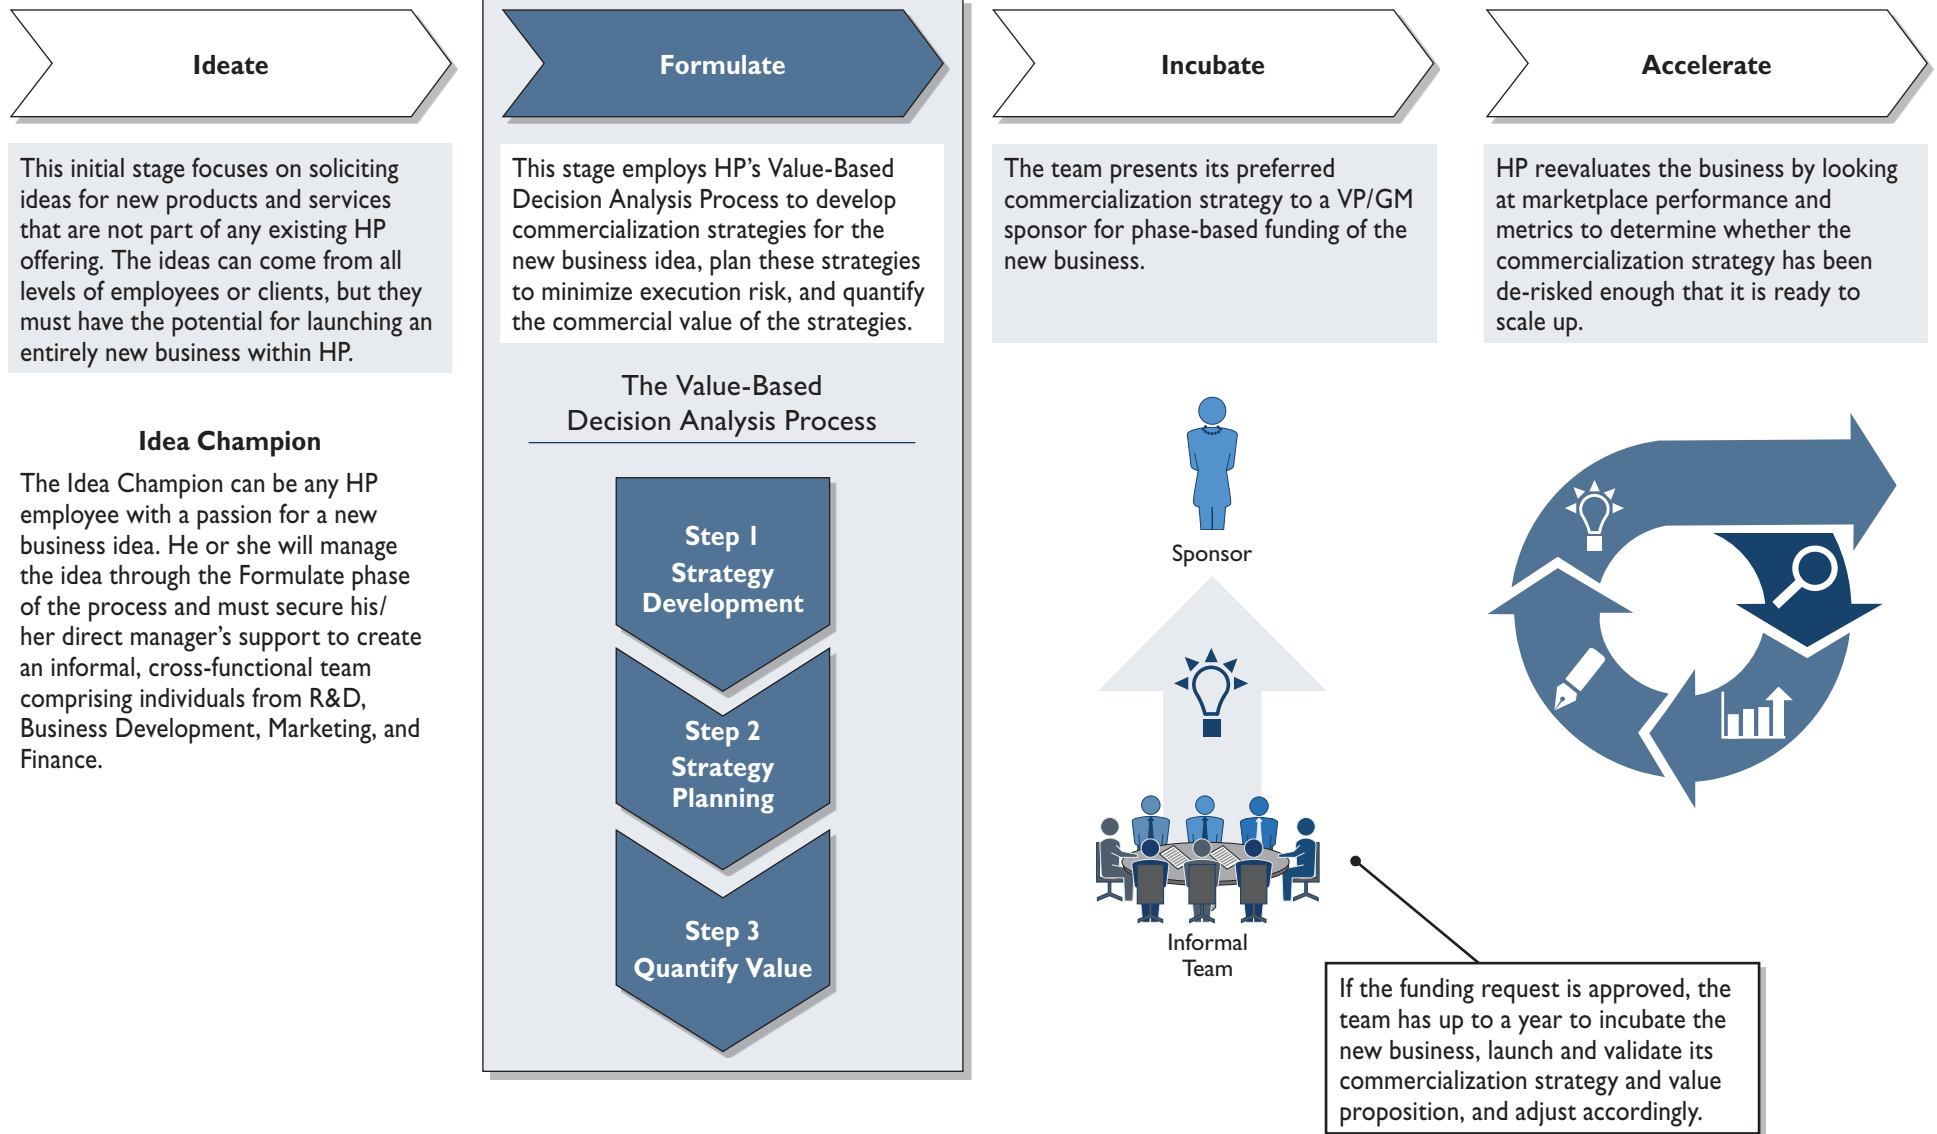 Ideate
This initial stage focuses on soliciting
ideas for new products and services
that are not part of any existing HP
offering. The ideas can come from all
levels of employees or clients, but they
must have the potential for launching an
entirely new business within HP.
Idea Champion
The Idea Champion can be any HP
employee with a passion for a new
business idea. He or she will manage
the idea through the Formulate phase
of the process and must secure his/
her direct manager’s support to create
an informal, cross-functional team
comprising individuals from R&D,
Business Development, Marketing, and
Finance.
Formulate
This stage employs HP’s Value-Based
Decision Analysis Process to develop
commercialization strategies for the
new business idea, plan these strategies
to minimize execution risk, and quantify
the commercial value of the strategies.
The Value-Based
Decision Analysis Process
Step 1
Strategy
Development
Step 2
Strategy
Planning
Step 3
Quantify Value
Incubate
The team presents its preferred
commercialization strategy to a VP/GM
sponsor for phase-based funding of the
new business.
Sponsor
Informal
Team
If the funding request is approved, the
team has up to a year to incubate the
new business, launch and validate its
commercialization strategy and value
proposition, and adjust accordingly.
Accelerate
HP reevaluates the business by looking
at marketplace performance and
metrics to determine whether the
commercialization strategy has been
de-risked enough that it is ready to
scale up.